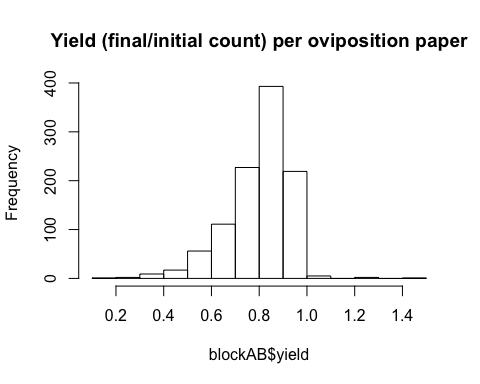 Yield (final/initial count) per oviposition paper
400
300
200
100
0
Frequency
0.2 0.4 0.6 0.8 1.0 1.2 1.4
blockAB$yield